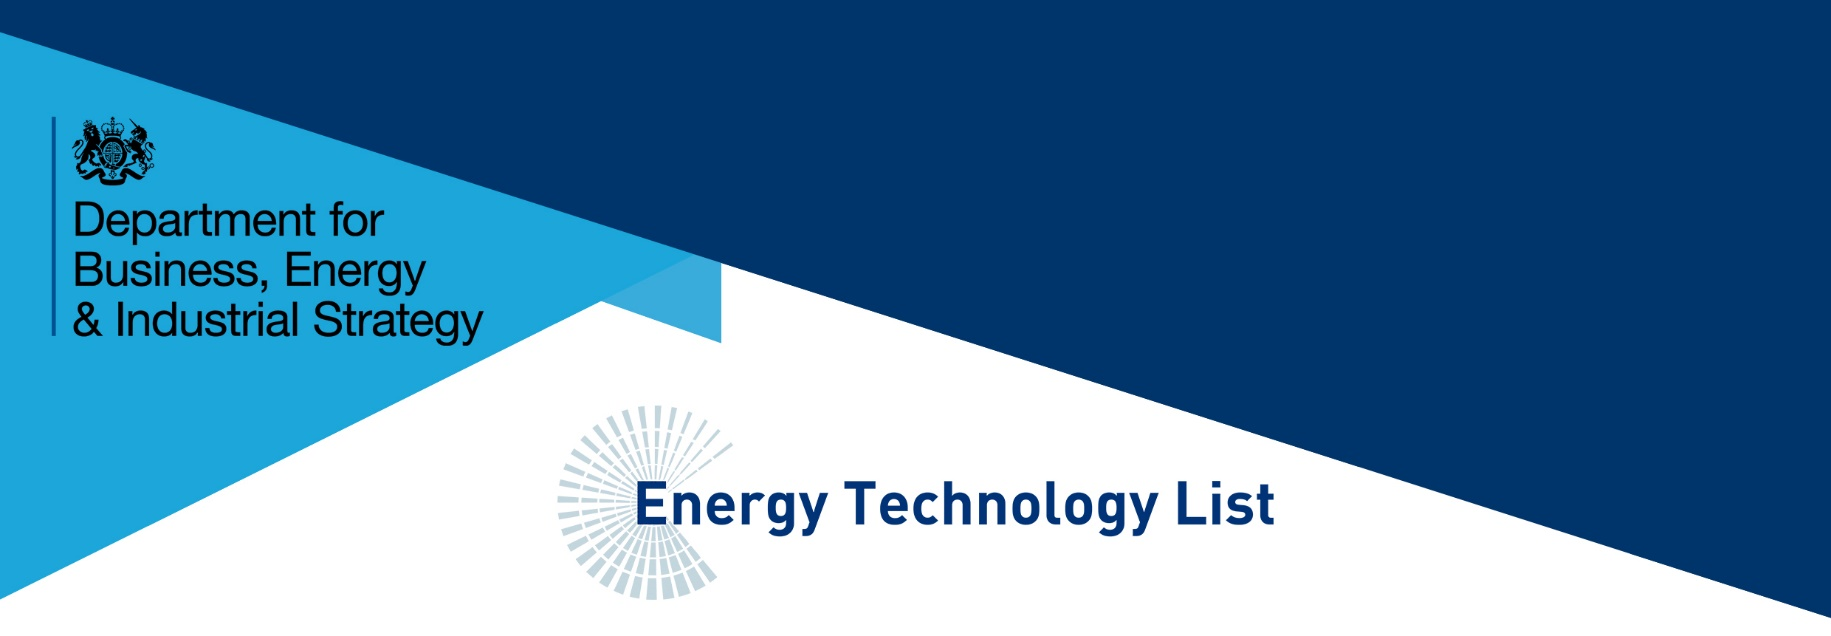 Department for
Business, Energy
& Industrial Strategy
Energy Technology List